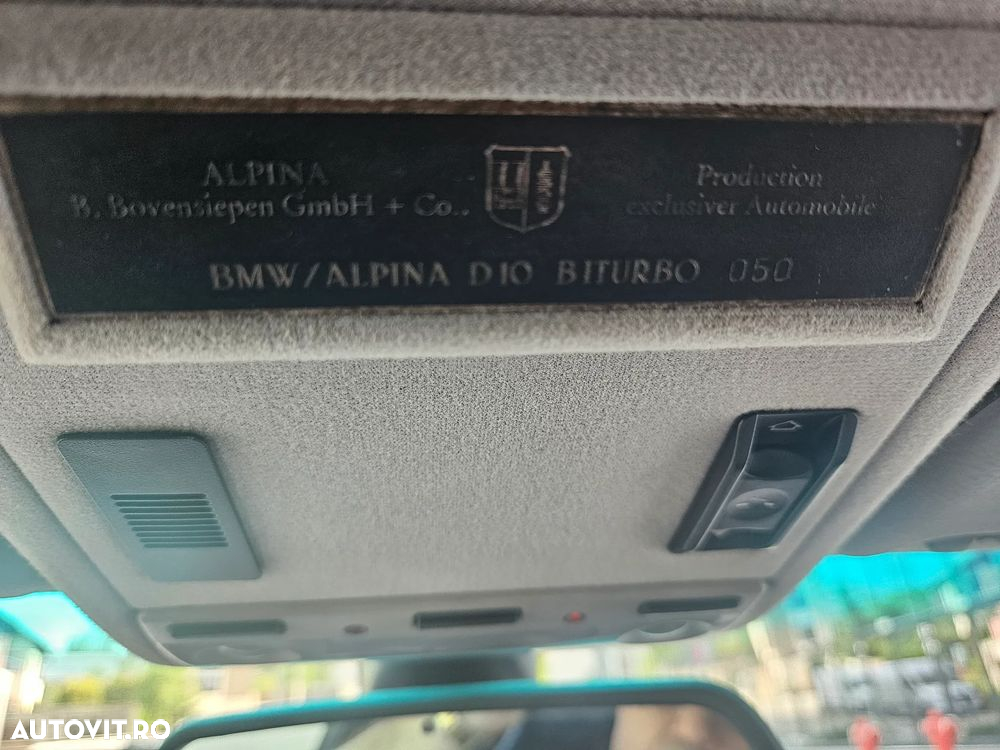 ALPINA
B. Bovensiepen GmbH + Co.,
Production
exclusiver Automobile
BMW/ALPINA D10 BITURBO 050
AUTOVIT.RO